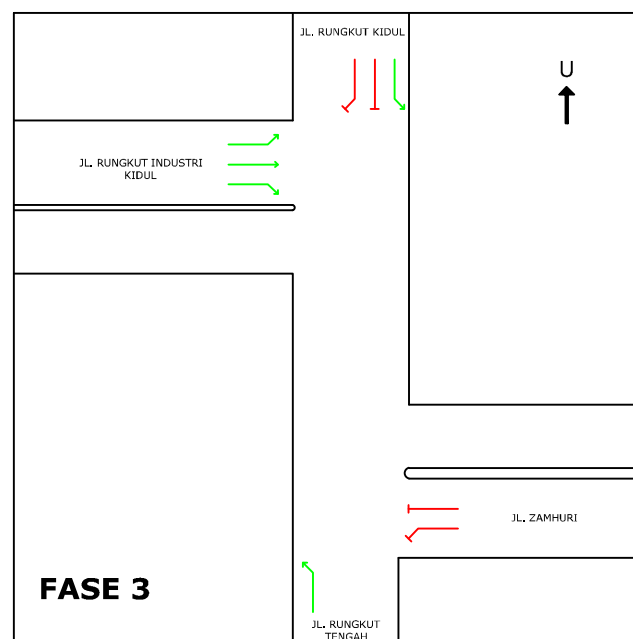 JL. RUNGKUT KIDUL
U
JL. RUNGKUT INDUSTRI
KIDUL
JL. ZAMHURI
FASE 3
JL. RUNGKUT
TENGAH